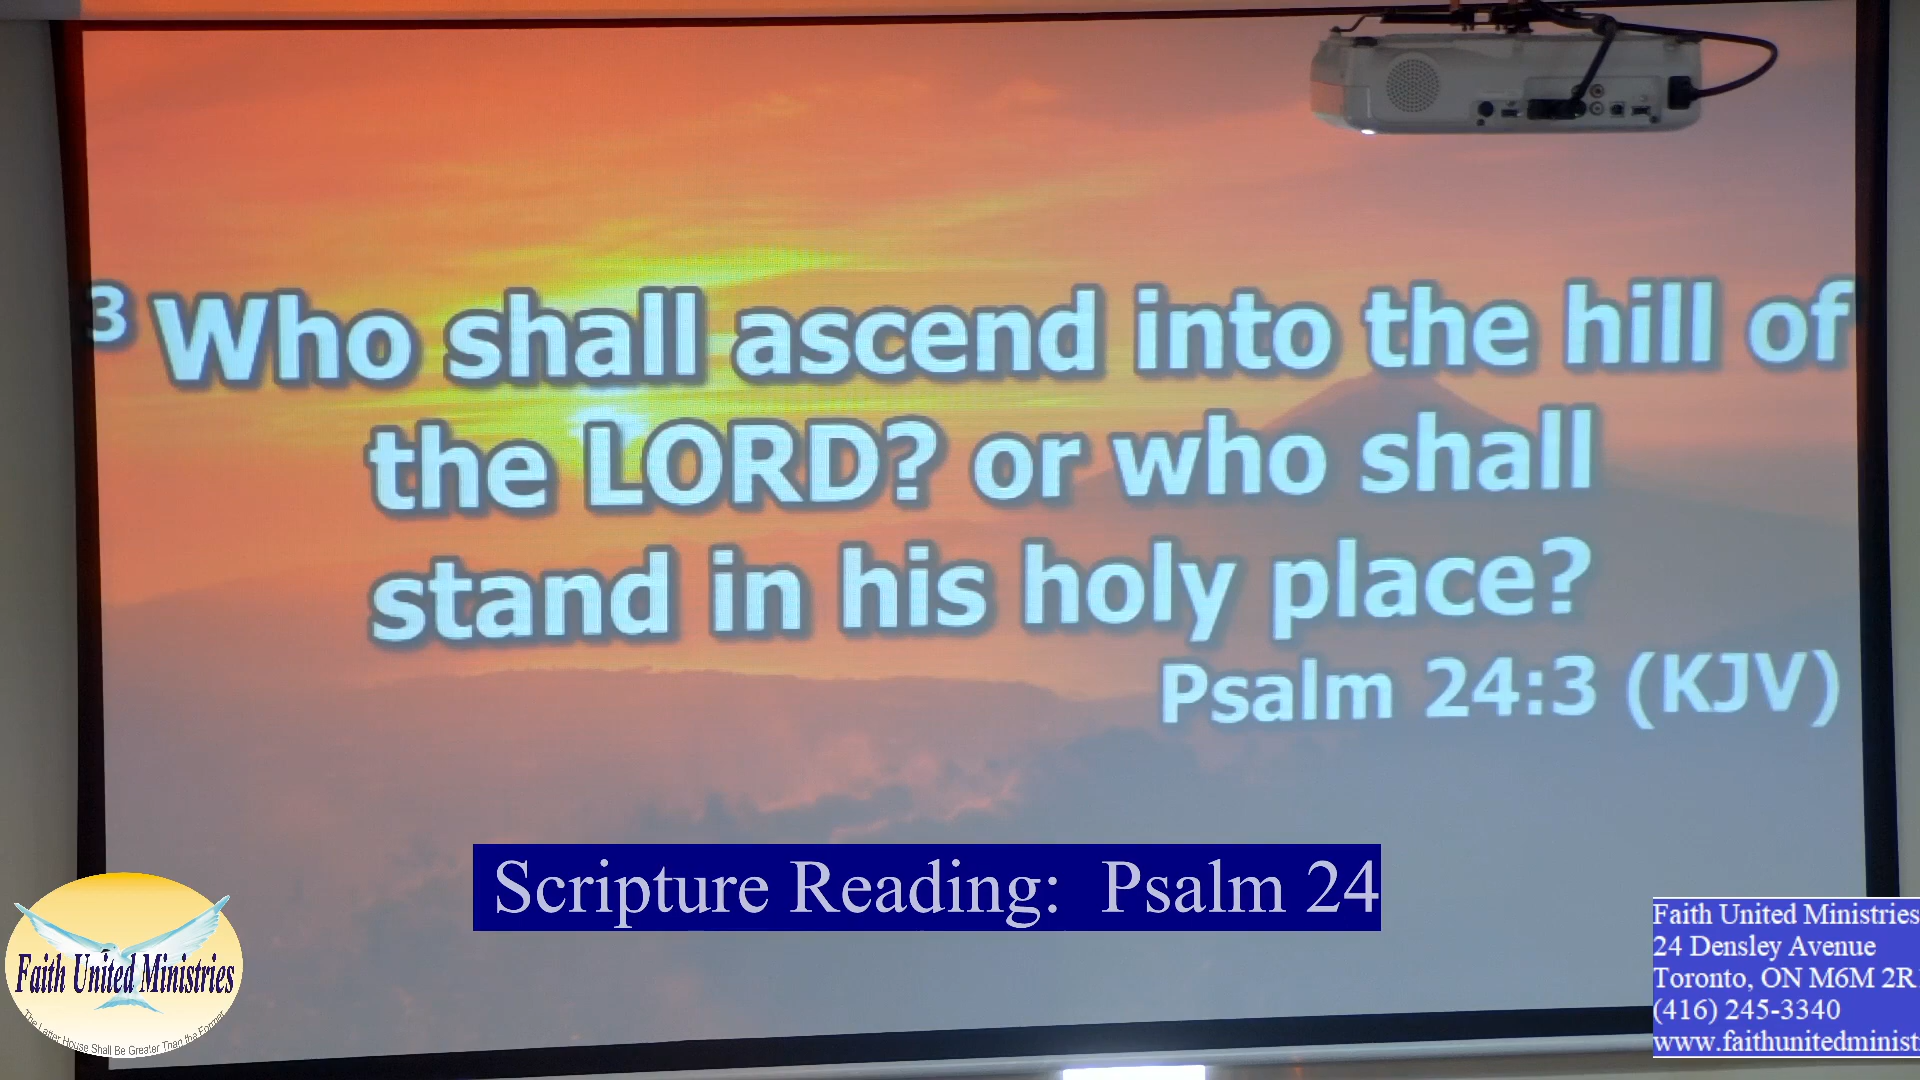 3 Who shall ascend into the hill of
the LORD? or who shall
stand in his holy place?
Psalm 24:3 (KJV)
Scripture Reading: Psalm 24
Faith United Ministries
The Latter House Shall Be Greater Than the Former
Faith United Ministries
24 Densley Avenue
Toronto, ON M6M 2R
(416) 245-3340
www.faithunitedminist